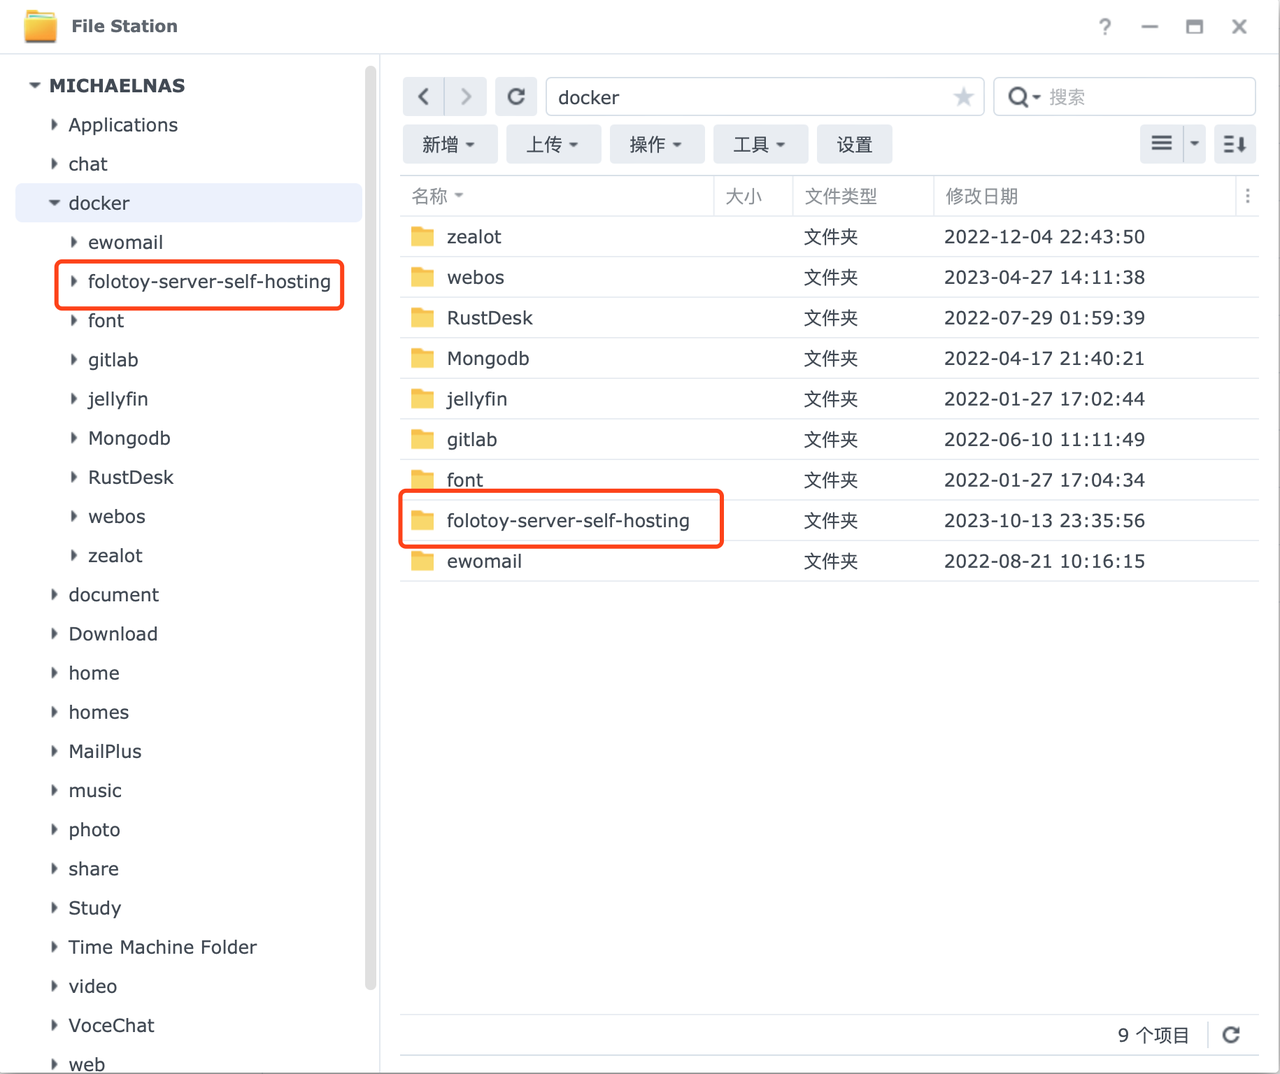 File Station
MICHAELNAS
Applications
chat
docker
ewomail
folotoy-server-self-hosting
font
gitlab
jellyfin
Mongodb
RustDesk
webos
zealot
document
Download
home
homes
MailPlus
music
photo
share
Study
Time Machine Folder
video
VoceChat
web
docker
搜索
新增 上传 操作 工具 设置
名称 大小 文件类型 修改日期
zealot 文件夹 2022-12-04 22:43:50
webos 文件夹 2023-04-27 14:11:38
RustDesk 文件夹 2022-07-29 01:59:39
Mongodb 文件夹 2022-04-17 21:40:21
jellyfin 文件夹 2022-01-27 17:02:44
gitlab 文件夹 2022-06-10 11:11:49
font 文件夹 2022-01-27 17:04:34
folotoy-server-self-hosting 文件夹 2023-10-13 23:35:56
ewomail 文件夹 2022-08-21 10:16:15
9 个项目